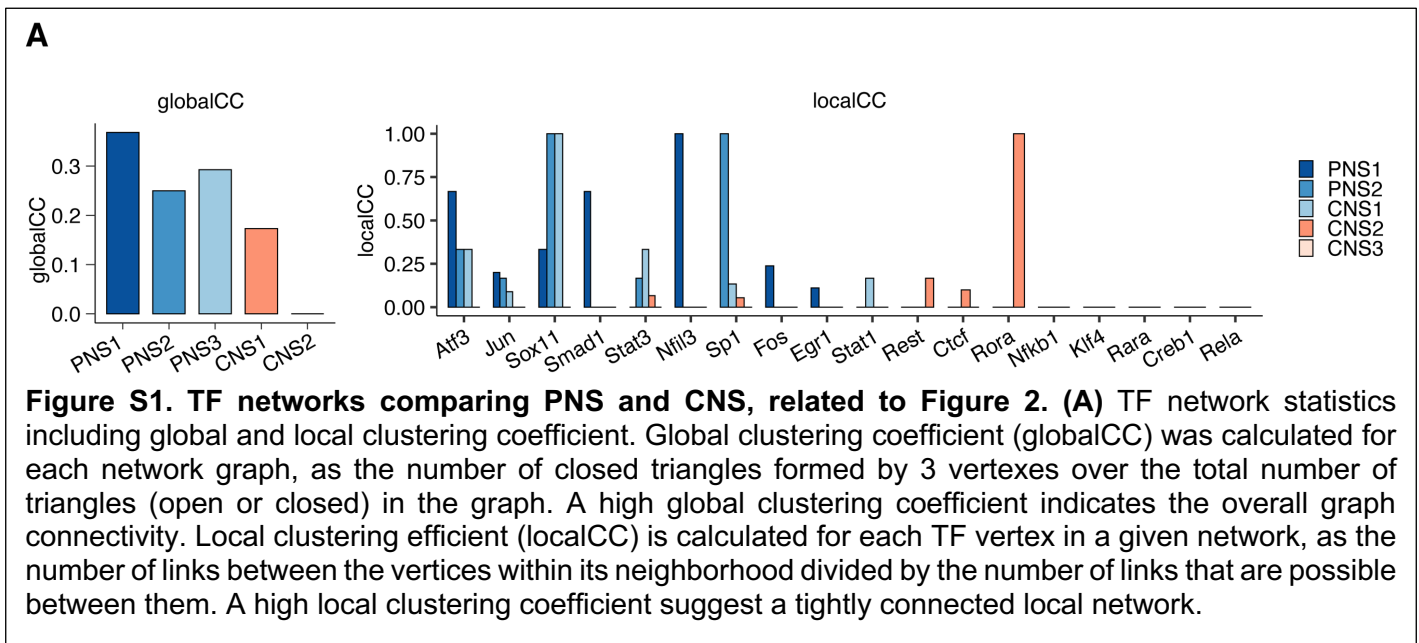 A
globalCC
localCC
globalCC
0.3
0.2
0.1
0.0
PNS1
PNS2
PNS3
CNS1
CNS2
localCC
1.00
0.75
0.50
0.25
0.00
Atf3
Jun
Sox11
Smad1
Stat3
Nfil3
Sp1
Fos
Egr1
Stat1
Rest
Ctcf
Rora
Nfkb1
Klf4
Rara
Creb1
Rela
PNS1
PNS2
CNS1
CNS2
CNS3
Figure S1. TF networks comparing PNS and CNS, related to Figure 2. (A) TF network statistics
including global and local clustering coefficient. Global clustering coefficient (globalCC) was calculated for
each network graph, as the number of closed triangles formed by 3 vertexes over the total number of
triangles (open or closed) in the graph. A high global clustering coefficient indicates the overall graph
connectivity. Local clustering efficient (localCC) is calculated for each TF vertex in a given network, as the
number of links between the vertices within its neighborhood divided by the number of links that are possible
between them. A high local clustering coefficient suggest a tightly connected local network.